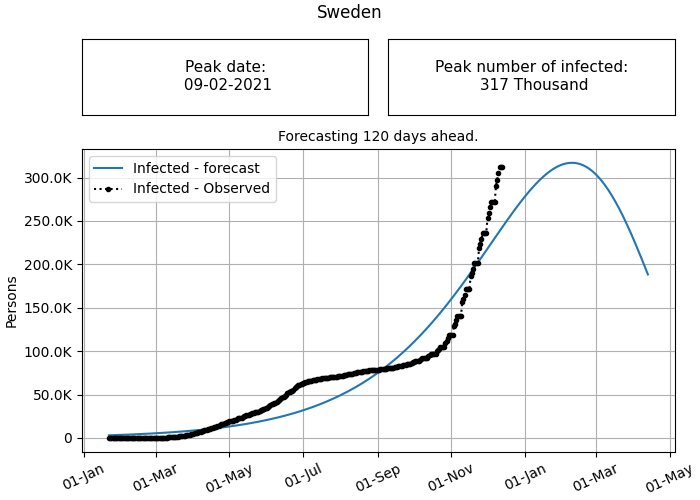 Sweden
Peak date:
09-02-2021
Peak number of infected:
317 Thousand
Forecasting 120 days ahead.
Infected - forecast
Infected - Observed
Persons
300.0K
250.0K
200.0K
150.0K
100.0K
50.0K
0
01-Jan
01-Mar
01-May
01-Jul
01-Sep
01-Nov
01-Jan
01-Mar
01-May